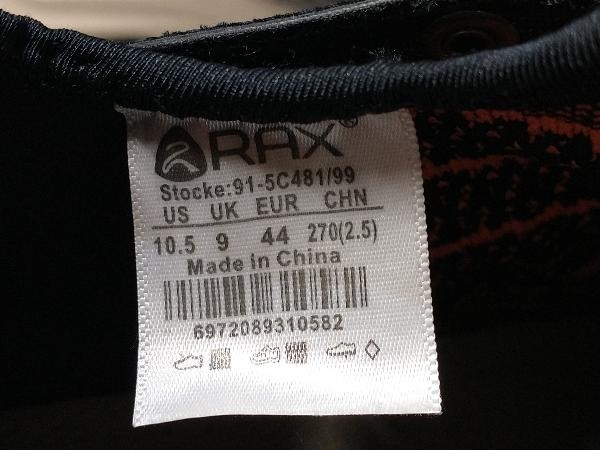 RAX®
Stocke:91-5C481/99
US UK EUR CHN
10.5 9 44 270(2.5)
Made in China
6972089310582